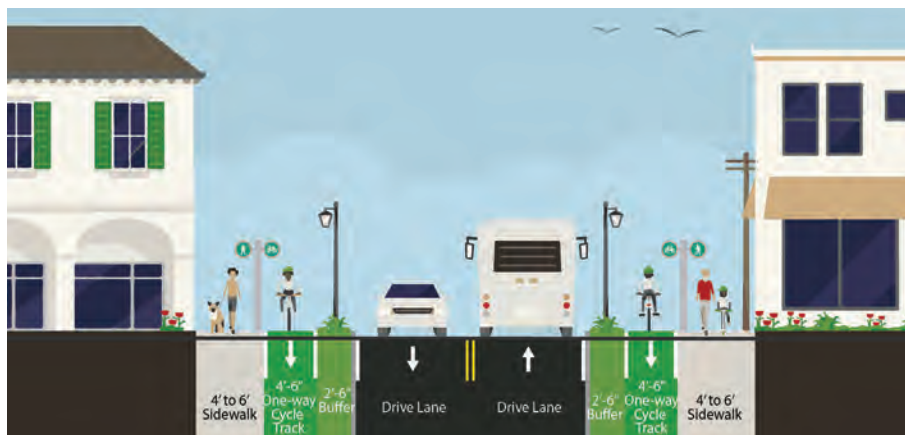 4' to 6'
Sidewalk
4'-6"
One-way
Cycle
Track
2'-6"
Buffer
Drive Lane
Drive Lane
2'-6"
Buffer
4'-6"
One-way
Cycle
Track
4' to 6'
Sidewalk